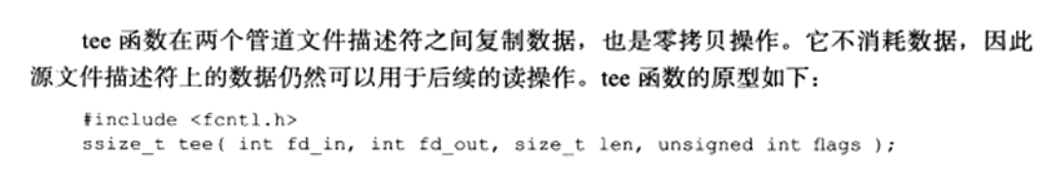 tee 函数在两个管道文件描述符之间复制数据，也是零拷贝操作。它不消耗数据，因此
源文件描述符上的数据仍然可以用于后续的读操作。tee 函数的原型如下：
#include <fcntl.h>
ssize_t tee( int fd_in, int fd_out, size_t len, unsigned int flags );